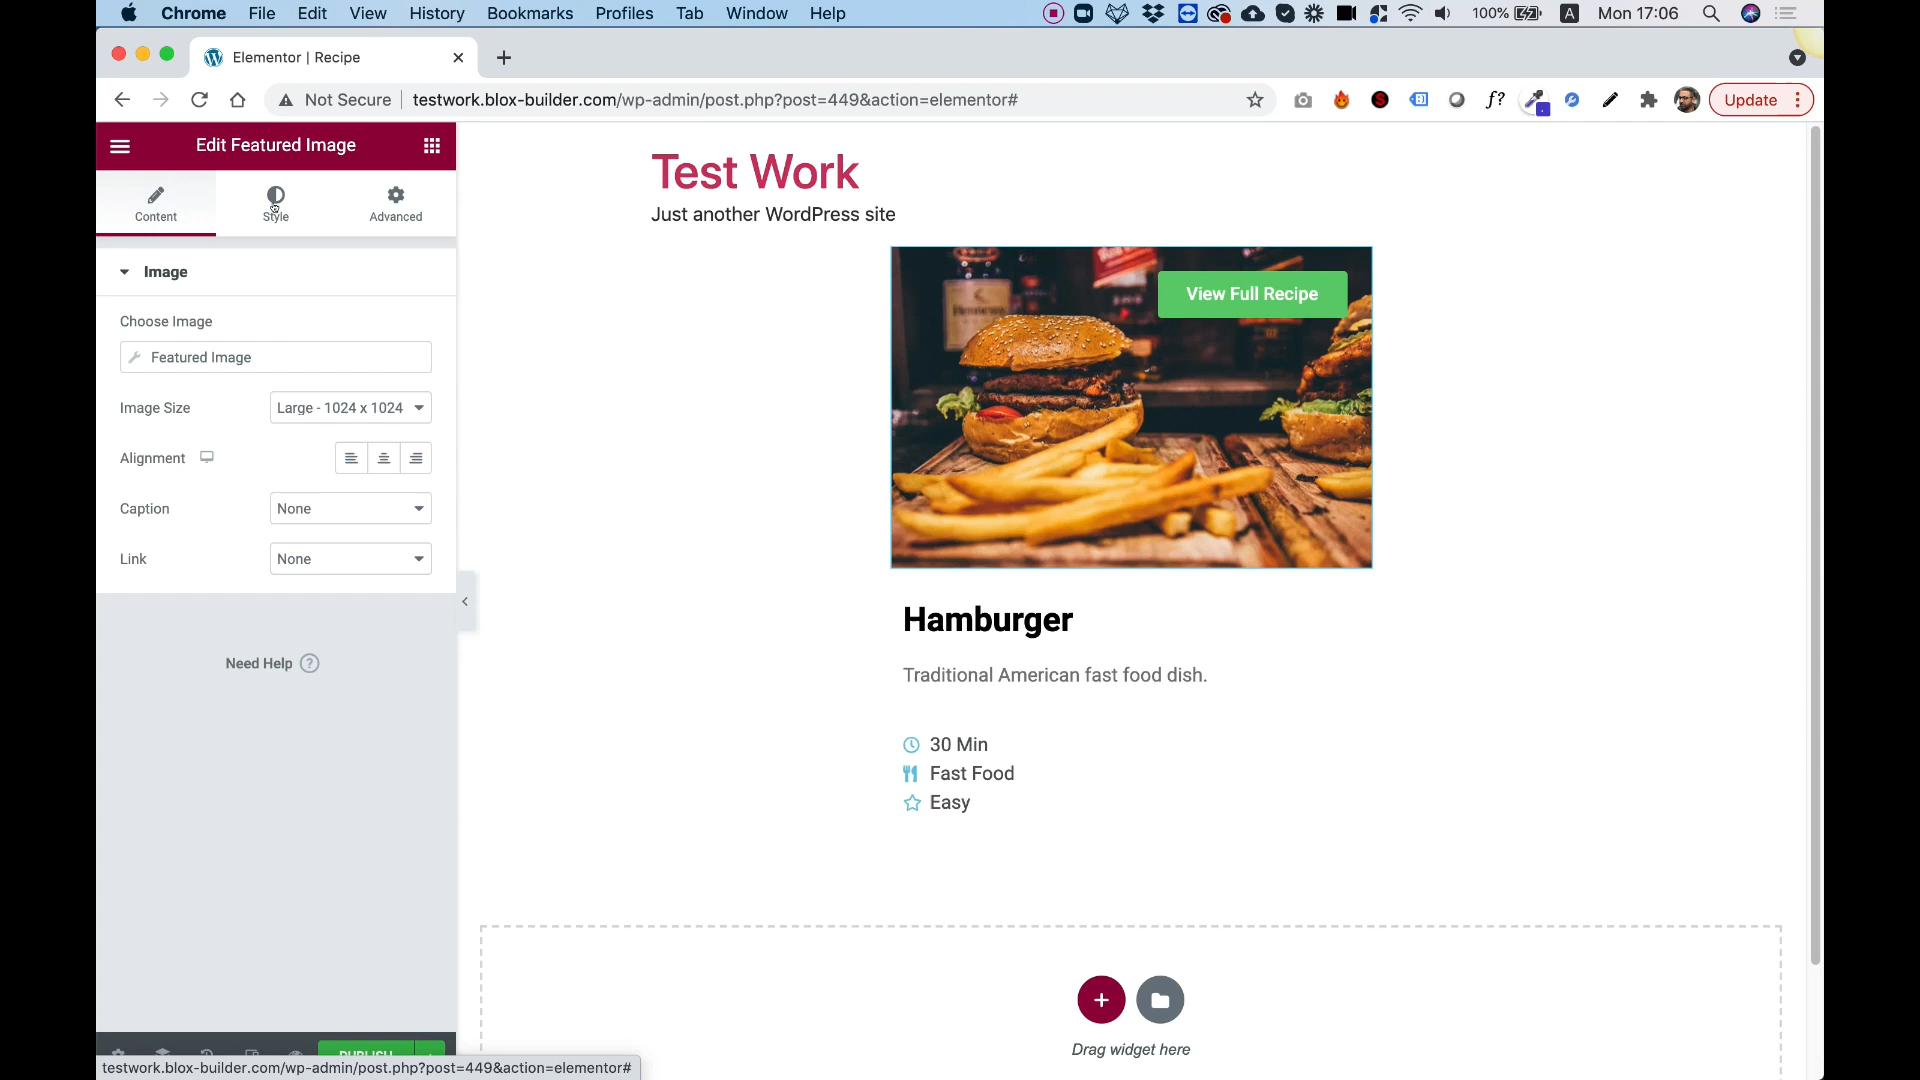 Chrome File Edit View History Bookmarks Profiles Tab Window Help 100% A Mon 17:06
Elementor | Recipe
Not Secure testwork.blox-builder.com/wp-admin/post.php?post=449&action=elementor# f? Update
Edit Featured Image
Content Style Advanced
Image
Choose Image
Featured Image
Image Size Large - 1024 x 1024
Alignment
Caption None
Link None
Need Help ?
PUBLISH
testwork.blox-builder.com/wp-admin/post.php?post=449&action=elementor#
Test Work
Just another WordPress site
View Full Recipe
Hamburger
Traditional American fast food dish.
30 Min
Fast Food
Easy
Drag widget here